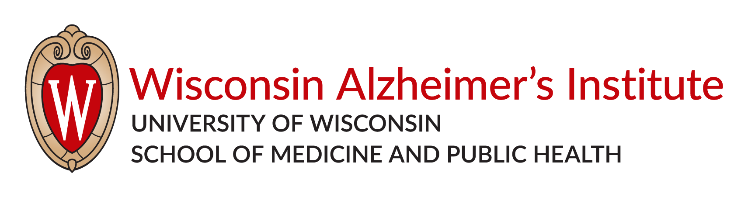 W
Wisconsin Alzheimer's Institute
UNIVERSITY OF WISCONSIN
SCHOOL OF MEDICINE AND PUBLIC HEALTH